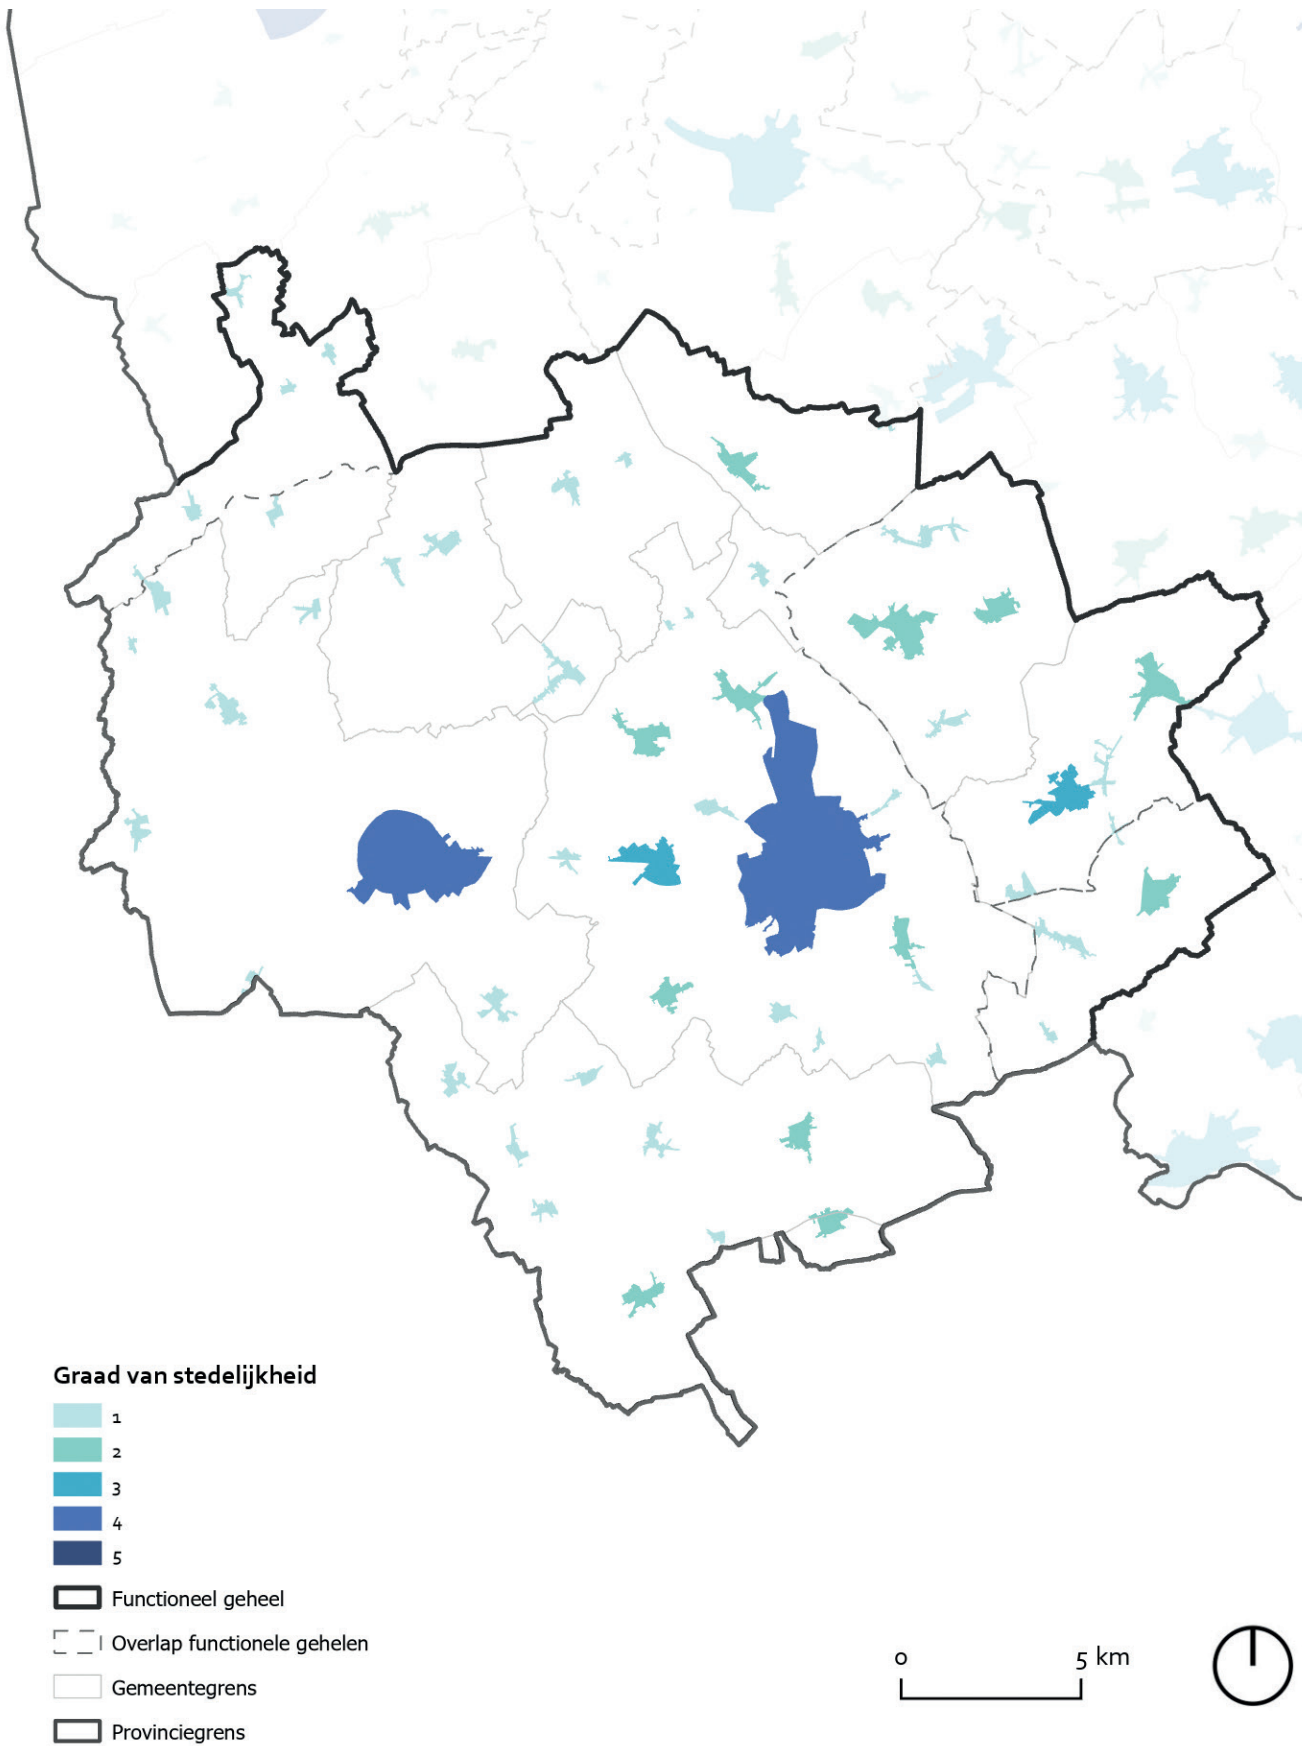 Graad van stedelijkheid
1
2
3
4
5
Functioneel geheel
Overlap functionele gehelen
Gemeentegrens
Provinciegrens
0 5 km